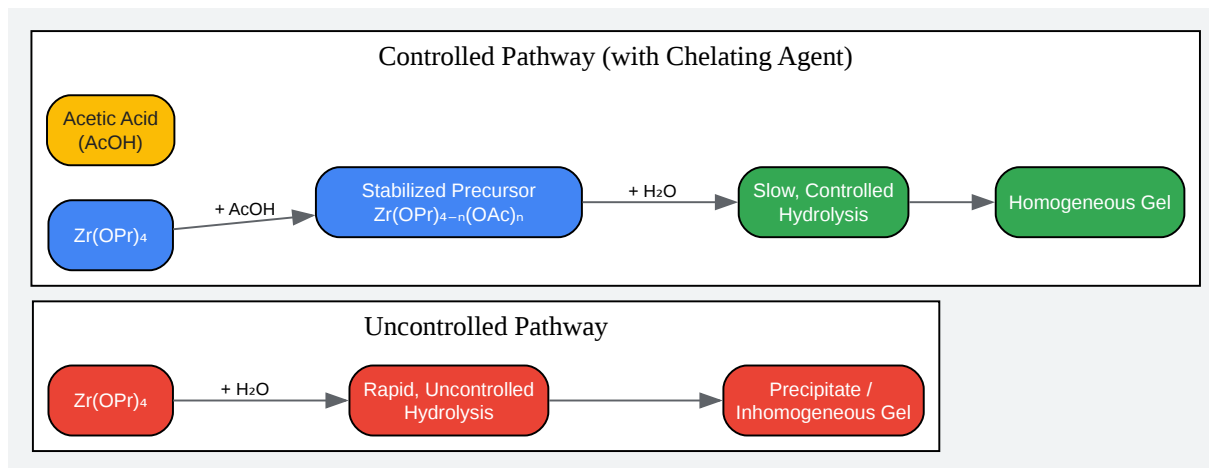 Controlled Pathway (with Chelating Agent)
Acetic Acid
(AcOH)
Zr(OPr)₄
+ AcOH
Stabilized Precursor
Zr(OPr)₄₋ₙ(OAc)ₙ
+ H₂O
Slow, Controlled
Hydrolysis
Homogeneous Gel
Uncontrolled Pathway
Zr(OPr)₄
+ H₂O
Rapid, Uncontrolled
Hydrolysis
Precipitate /
Inhomogeneous Gel